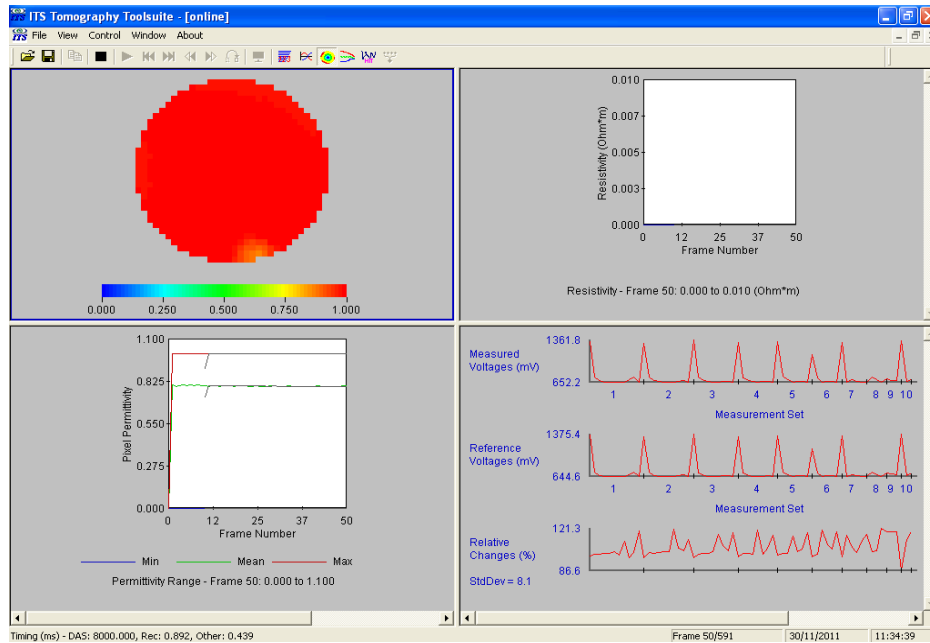 ITS Tomography Toolsuite - [online]
File View Control Window About
0.000 0.250 0.500 0.750 1.000
0.010
0.007
0.005
0.003
0.000
Resistivity (Ohm*m)
0 12 25 37 50
Frame Number
Resistivity - Frame 50: 0.000 to 0.010 (Ohm*m)
1.100
0.825
0.550
0.275
0.000
Pixel Permittivity
0 12 25 37 50
Frame Number
Min Mean Max
Permittivity Range - Frame 50: 0.000 to 1.100
Measured Voltages (mV)
1361.8
652.2
1 2 3 4 5 6 7 8 9 10
Measurement Set
Reference Voltages (mV)
1375.4
644.6
1 2 3 4 5 6 7 8 9 10
Measurement Set
Relative Changes (%)
121.3
86.6
StdDev = 8.1
Timing (ms) - DAS: 8000.000, Rec: 0.892, Other: 0.439
Frame 50/591
30/11/2011
11:34:39